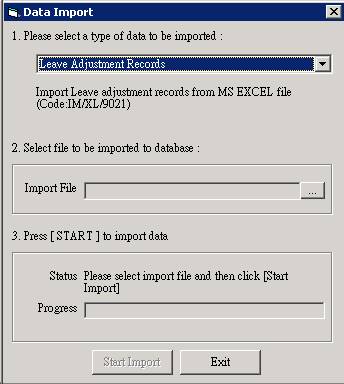 Data Import
1. Please select a type of data to be imported :
Leave Adjustment Records
Import Leave adjustment records from MS EXCEL file
(Code:IM/XL/9021)
2. Select file to be imported to database :
Import File
...
3. Press [ START ] to import data
Status Please select import file and then click [Start
Import]
Progress
Start Import Exit